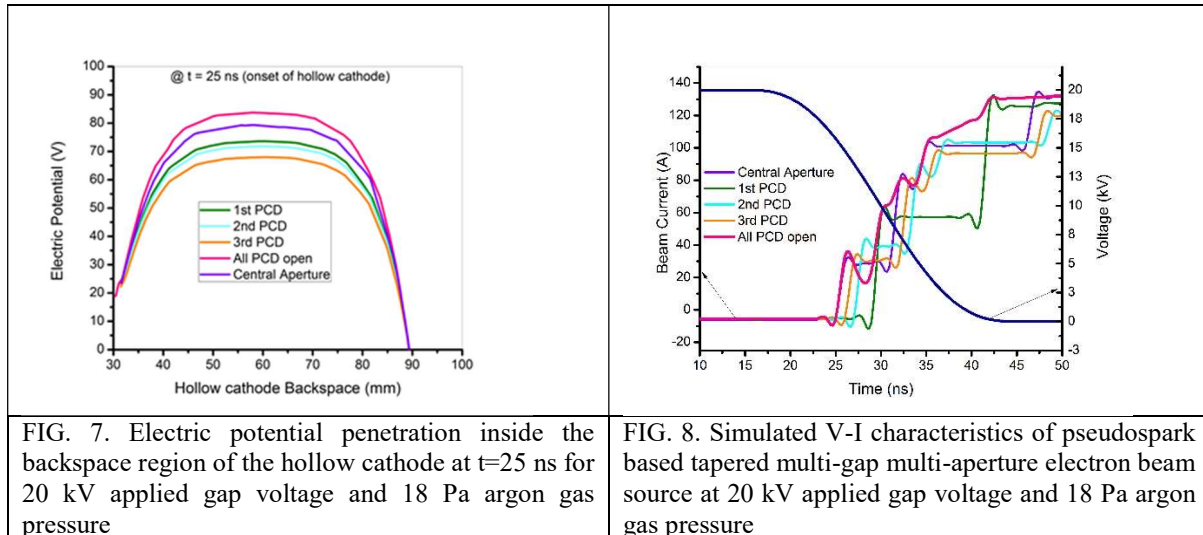 @ t = 25 ns (onset of hollow cathode)
100
90
80
70
60
50
40
30
20
10
0
Electric Potential (V)
1st PCD
2nd PCD
3rd PCD
All PCD open
Central Aperture
30 40 50 60 70 80 90 100
Hollow cathode Backspace (mm)
140
120
100
80
60
40
20
0
-20
Beam Current (A)
Central Aperture
1st PCD
2nd PCD
3rd PCD
All PCD open
20
18
15
13
10
8
5
3
0
-3
Voltage (kV)
10 15 20 25 30 35 40 45 50
Time (ns)
FIG. 7. Electric potential penetration inside the
backspace region of the hollow cathode at t=25 ns for
20 kV applied gap voltage and 18 Pa argon gas
pressure
FIG. 8. Simulated V-I characteristics of pseudospark
based tapered multi-gap multi-aperture electron beam
source at 20 kV applied gap voltage and 18 Pa argon
gas pressure